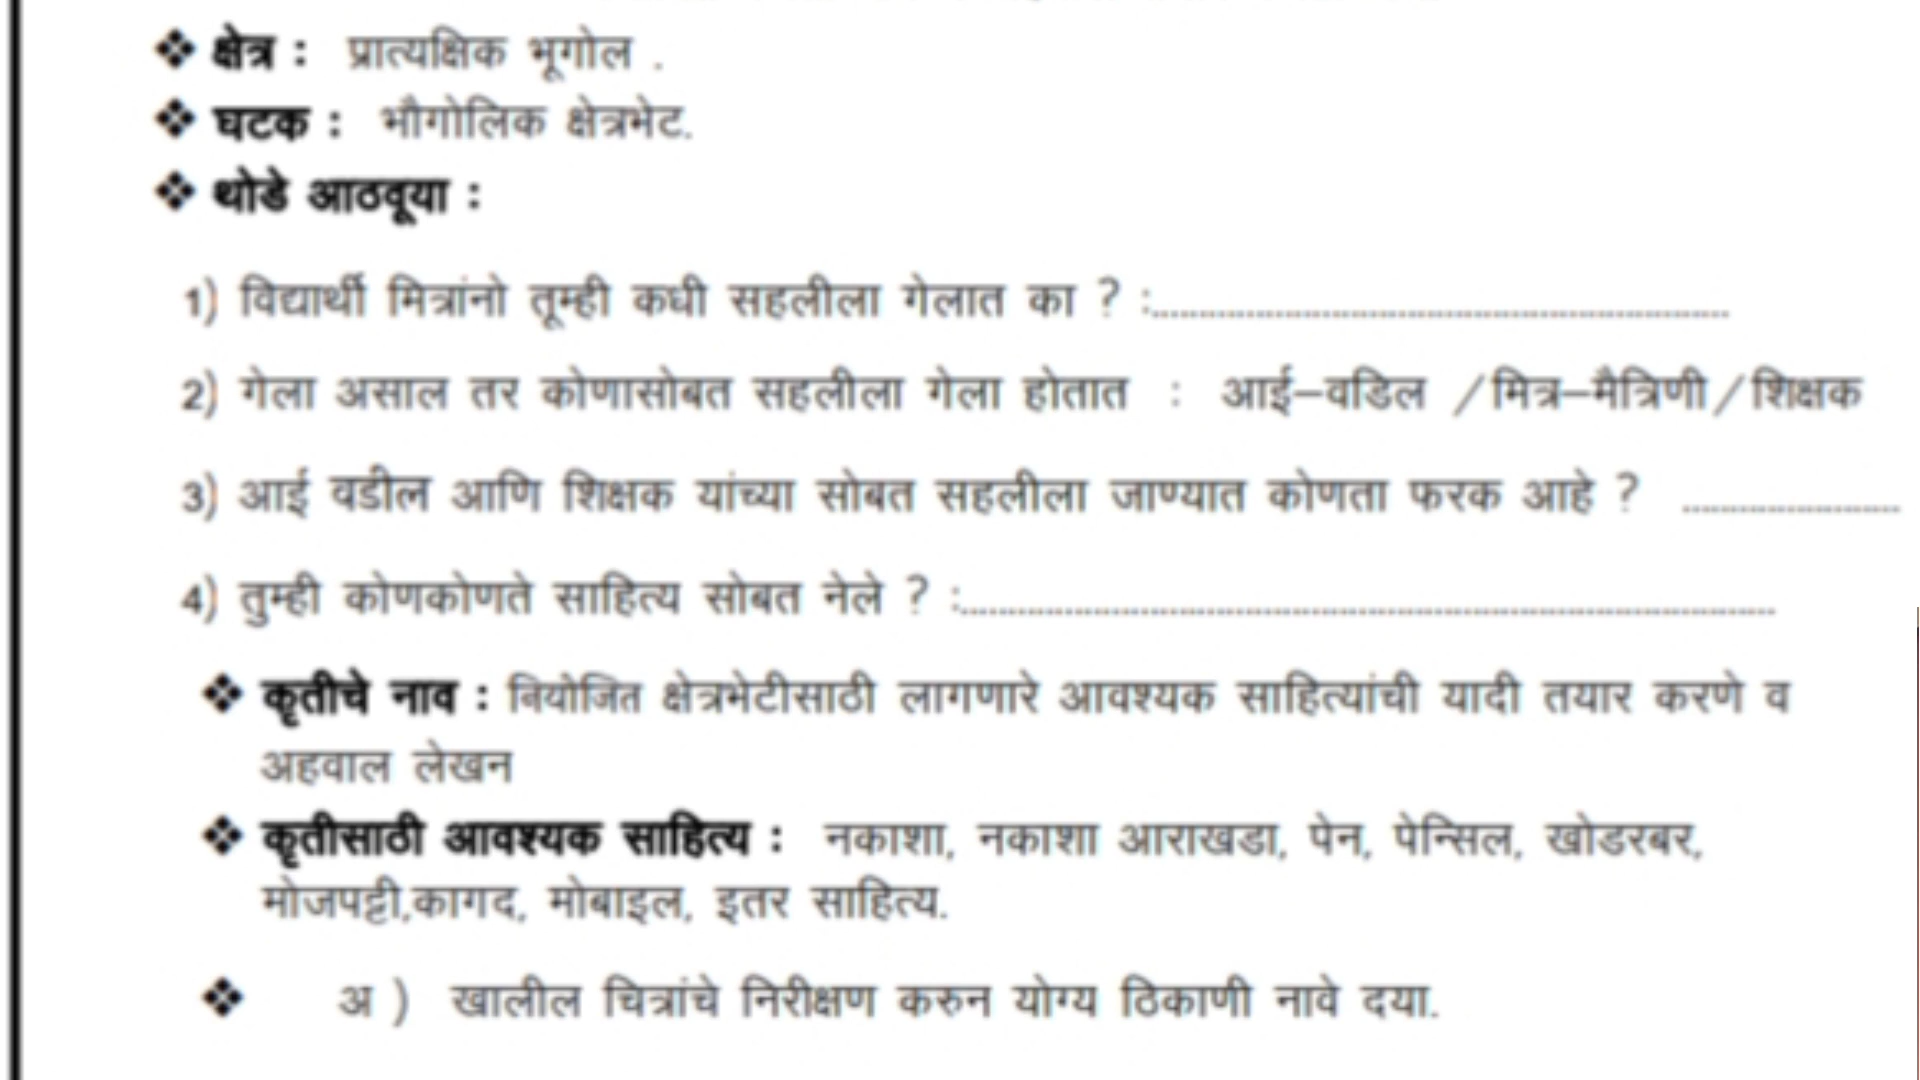 ❖ क्षेत्र : प्रात्यक्षिक भूगोल .
❖ घटक : भौगोलिक क्षेत्रभेट.
❖ थोडे आठवूया :
1) विद्यार्थी मित्रांनो तूम्ही कधी सहलीला गेलात का ? :..........................................................
2) गेला असाल तर कोणासोबत सहलीला गेला होतात : आई–वडिल /मित्र–मैत्रिणी/शिक्षक
3) आई वडील आणि शिक्षक यांच्या सोबत सहलीला जाण्यात कोणता फरक आहे ? ......................
4) तुम्ही कोणकोणते साहित्य सोबत नेले ? :..................................................................................
❖ कृतीचे नाव : नियोजित क्षेत्रभेटीसाठी लागणारे आवश्यक साहित्यांची यादी तयार करणे व
अहवाल लेखन
❖ कृतीसाठी आवश्यक साहित्य : नकाशा, नकाशा आराखडा, पेन, पेन्सिल, खोडरबर,
मोजपट्टी,कागद, मोबाइल, इतर साहित्य.
❖ अ ) खालील चित्रांचे निरीक्षण करुन योग्य ठिकाणी नावे दया.